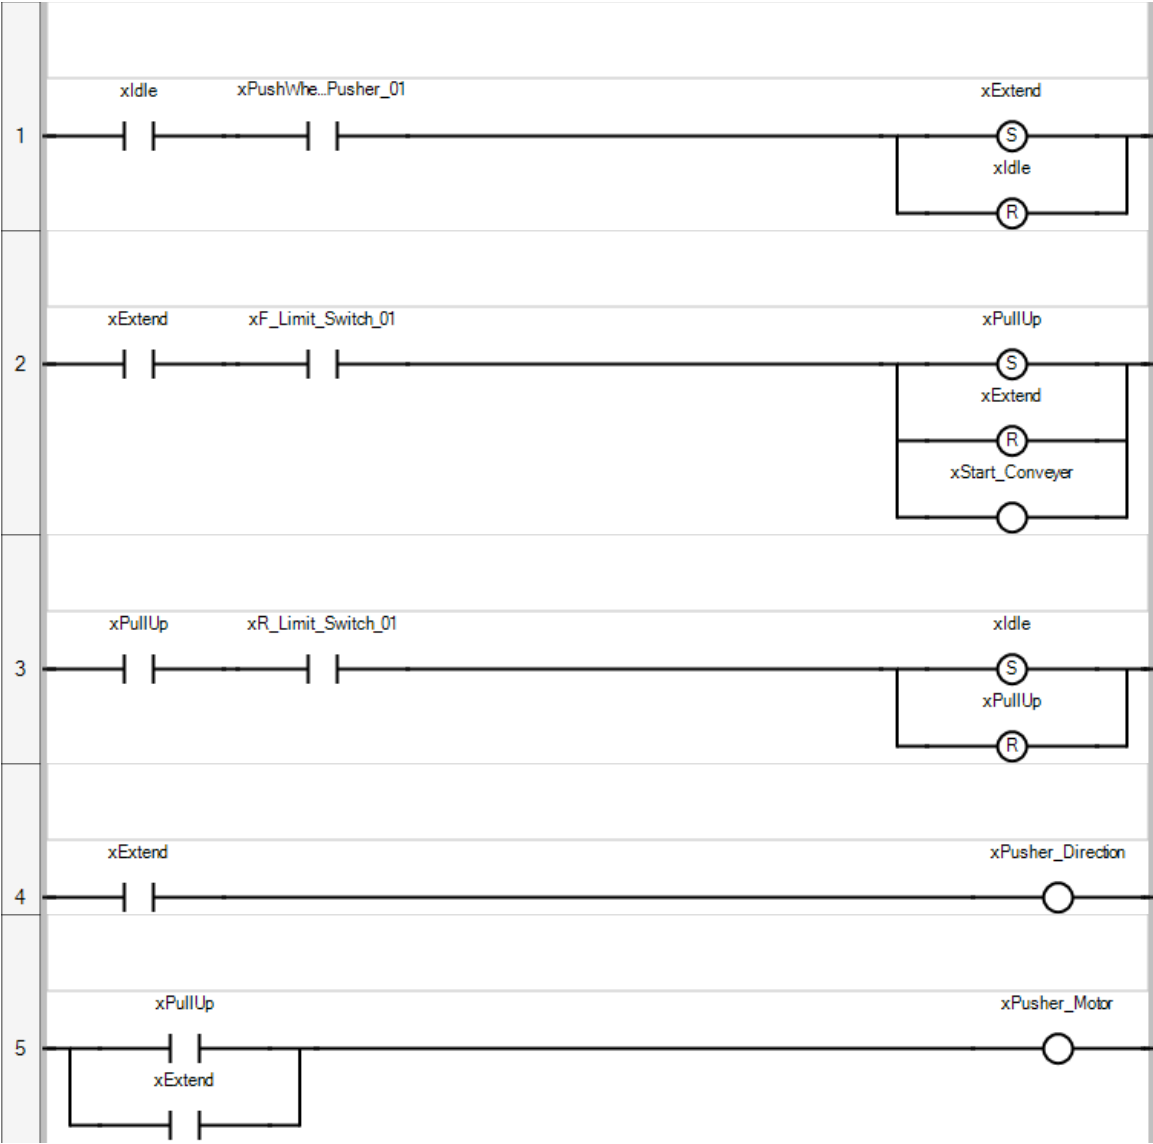 xIdle xPushWhe...Pusher_01 xExtend
1 S
xIdle
R
xExtend xF_Limit_Switch_01 xPullUp
2 S
xExtend
R
xStart_Conveyer
xPullUp xR_Limit_Switch_01 xIdle
3 S
xPullUp
R
xExtend xPusher_Direction
4
xPullUp xPusher_Motor
5
xExtend